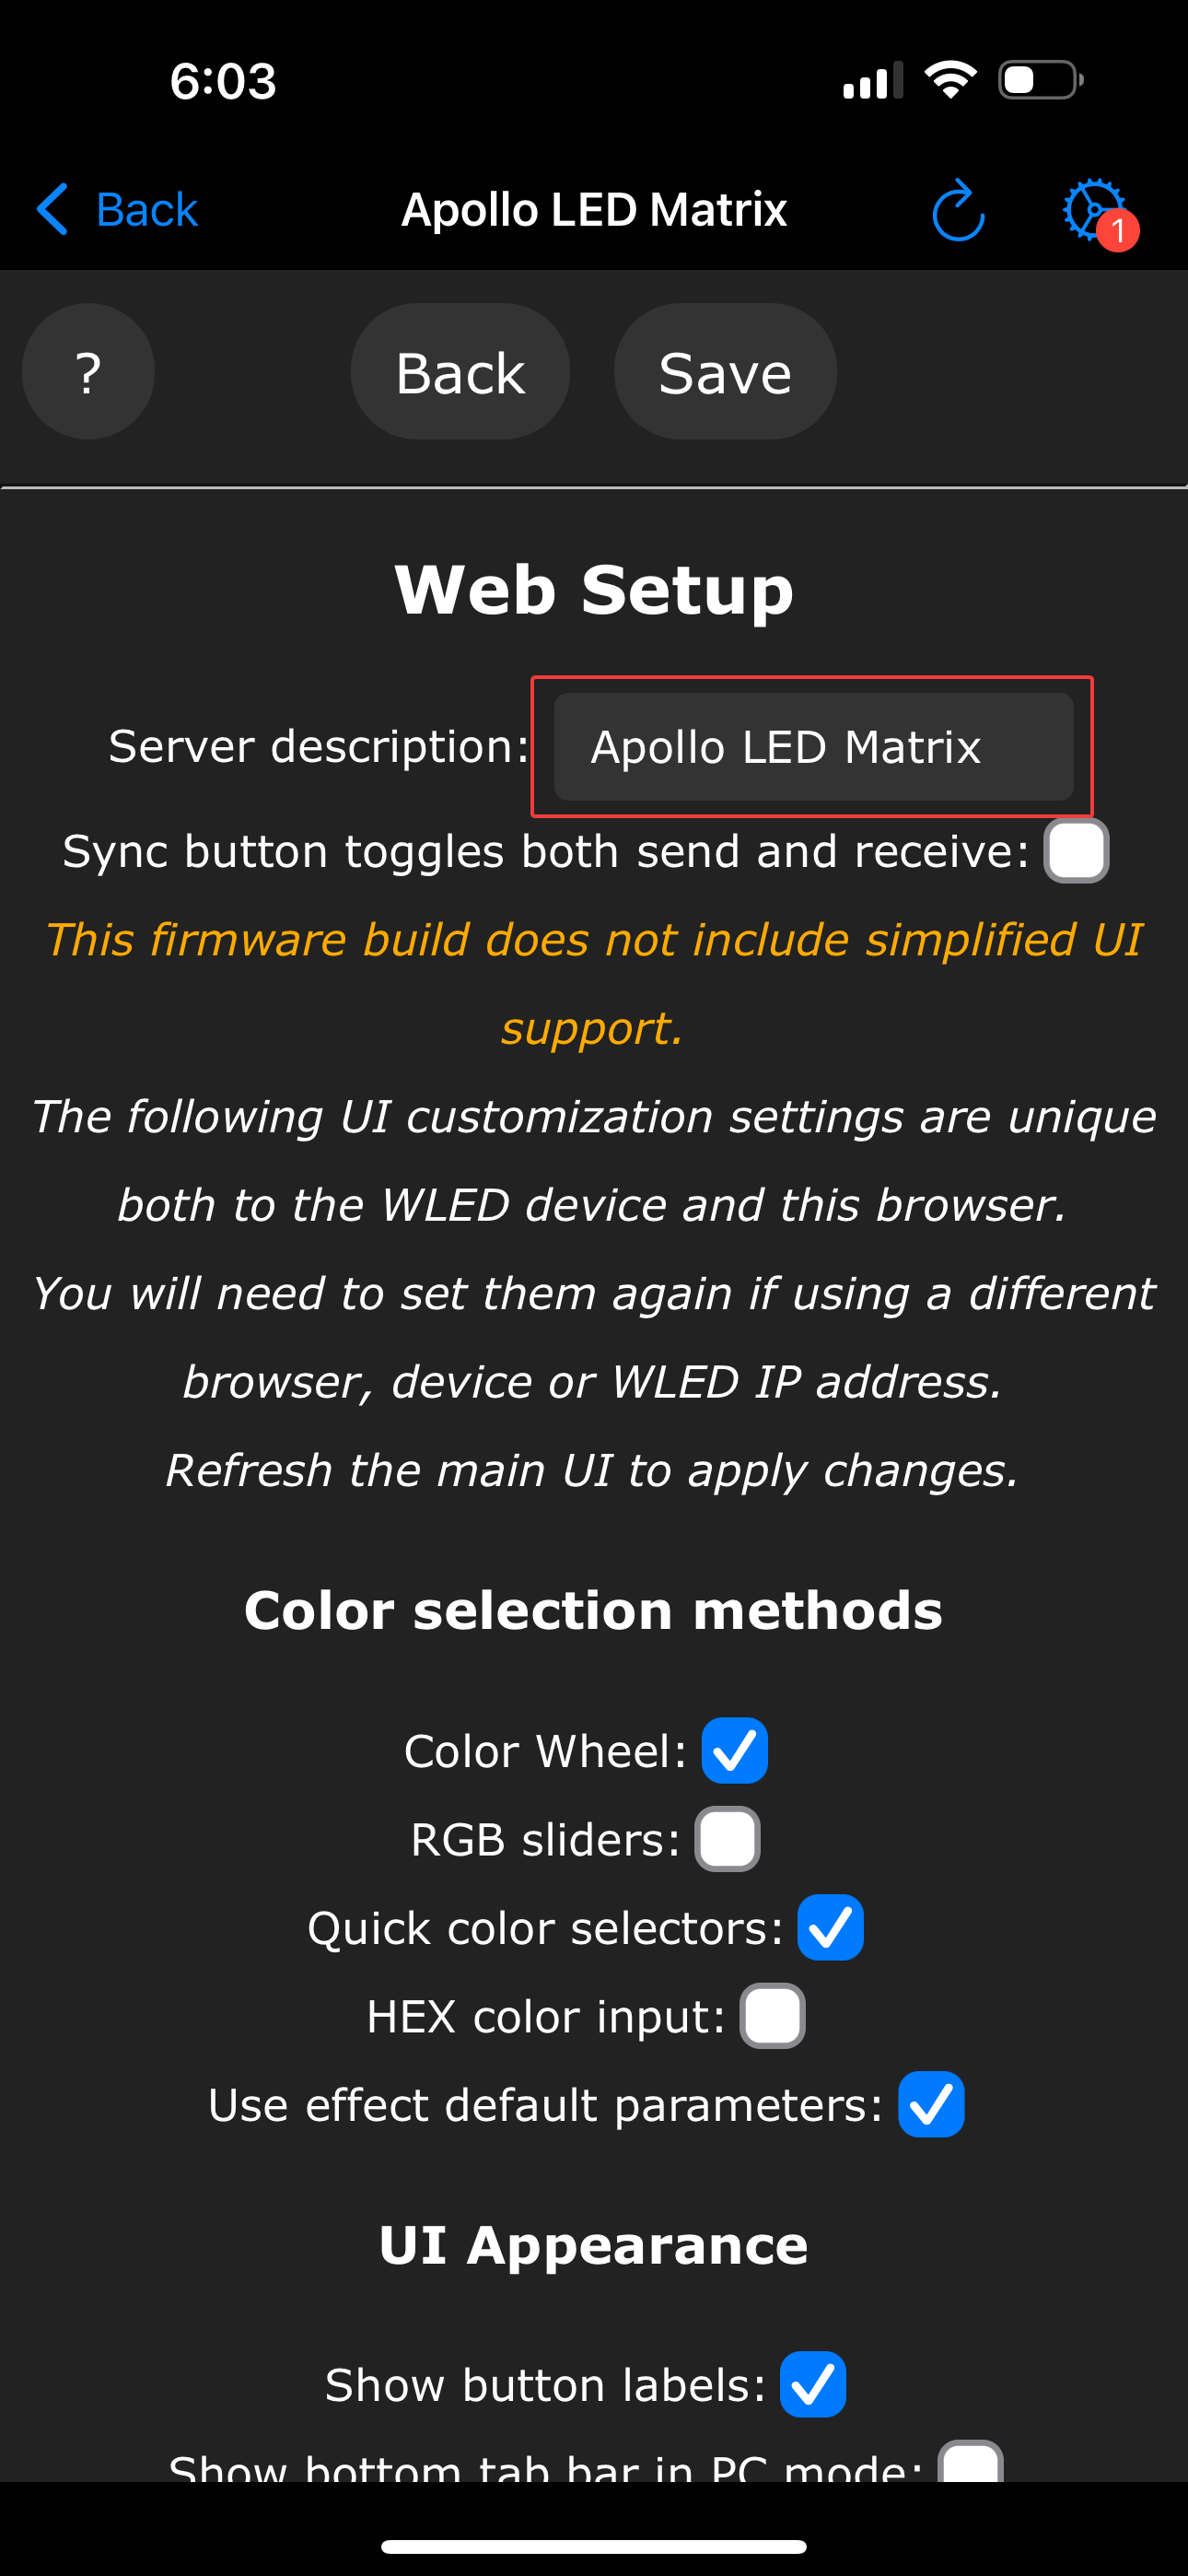 6:03
Back
Apollo LED Matrix
1
?
Back
Save
Web Setup
Server description:
Apollo LED Matrix
Sync button toggles both send and receive:
This firmware build does not include simplified UI
support.
The following UI customization settings are unique
both to the WLED device and this browser.
You will need to set them again if using a different
browser, device or WLED IP address.
Refresh the main UI to apply changes.
Color selection methods
Color Wheel:
RGB sliders:
Quick color selectors:
HEX color input:
Use effect default parameters:
UI Appearance
Show button labels:
Show bottom tab bar in PC mode: